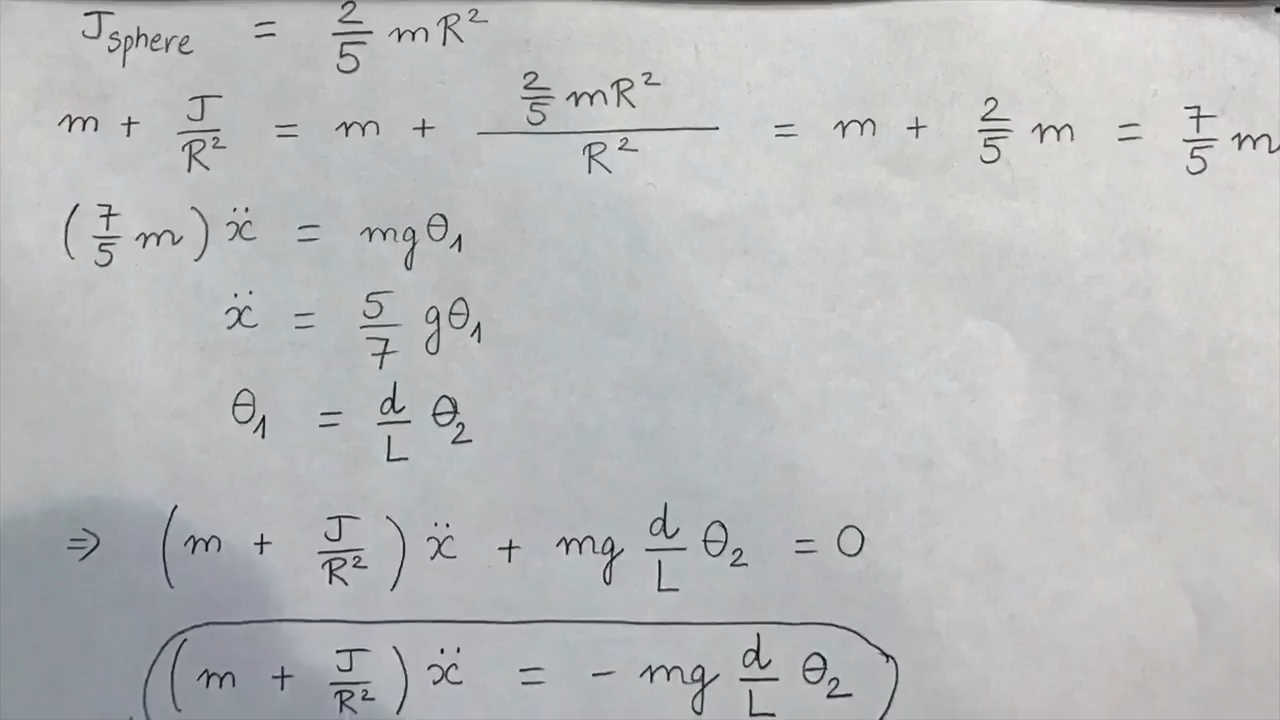 J_sphere = 2/5 mR²
m + J/R² = m + (2/5 mR²)/R² = m + 2/5 m = 7/5 m
(7/5 m) ẍ = mgθ₁
ẍ = 5/7 gθ₁
θ₁ = d/L θ₂
⇒ (m + J/R²) ẍ + mg d/L θ₂ = 0
(m + J/R²) ẍ = - mg d/L θ₂